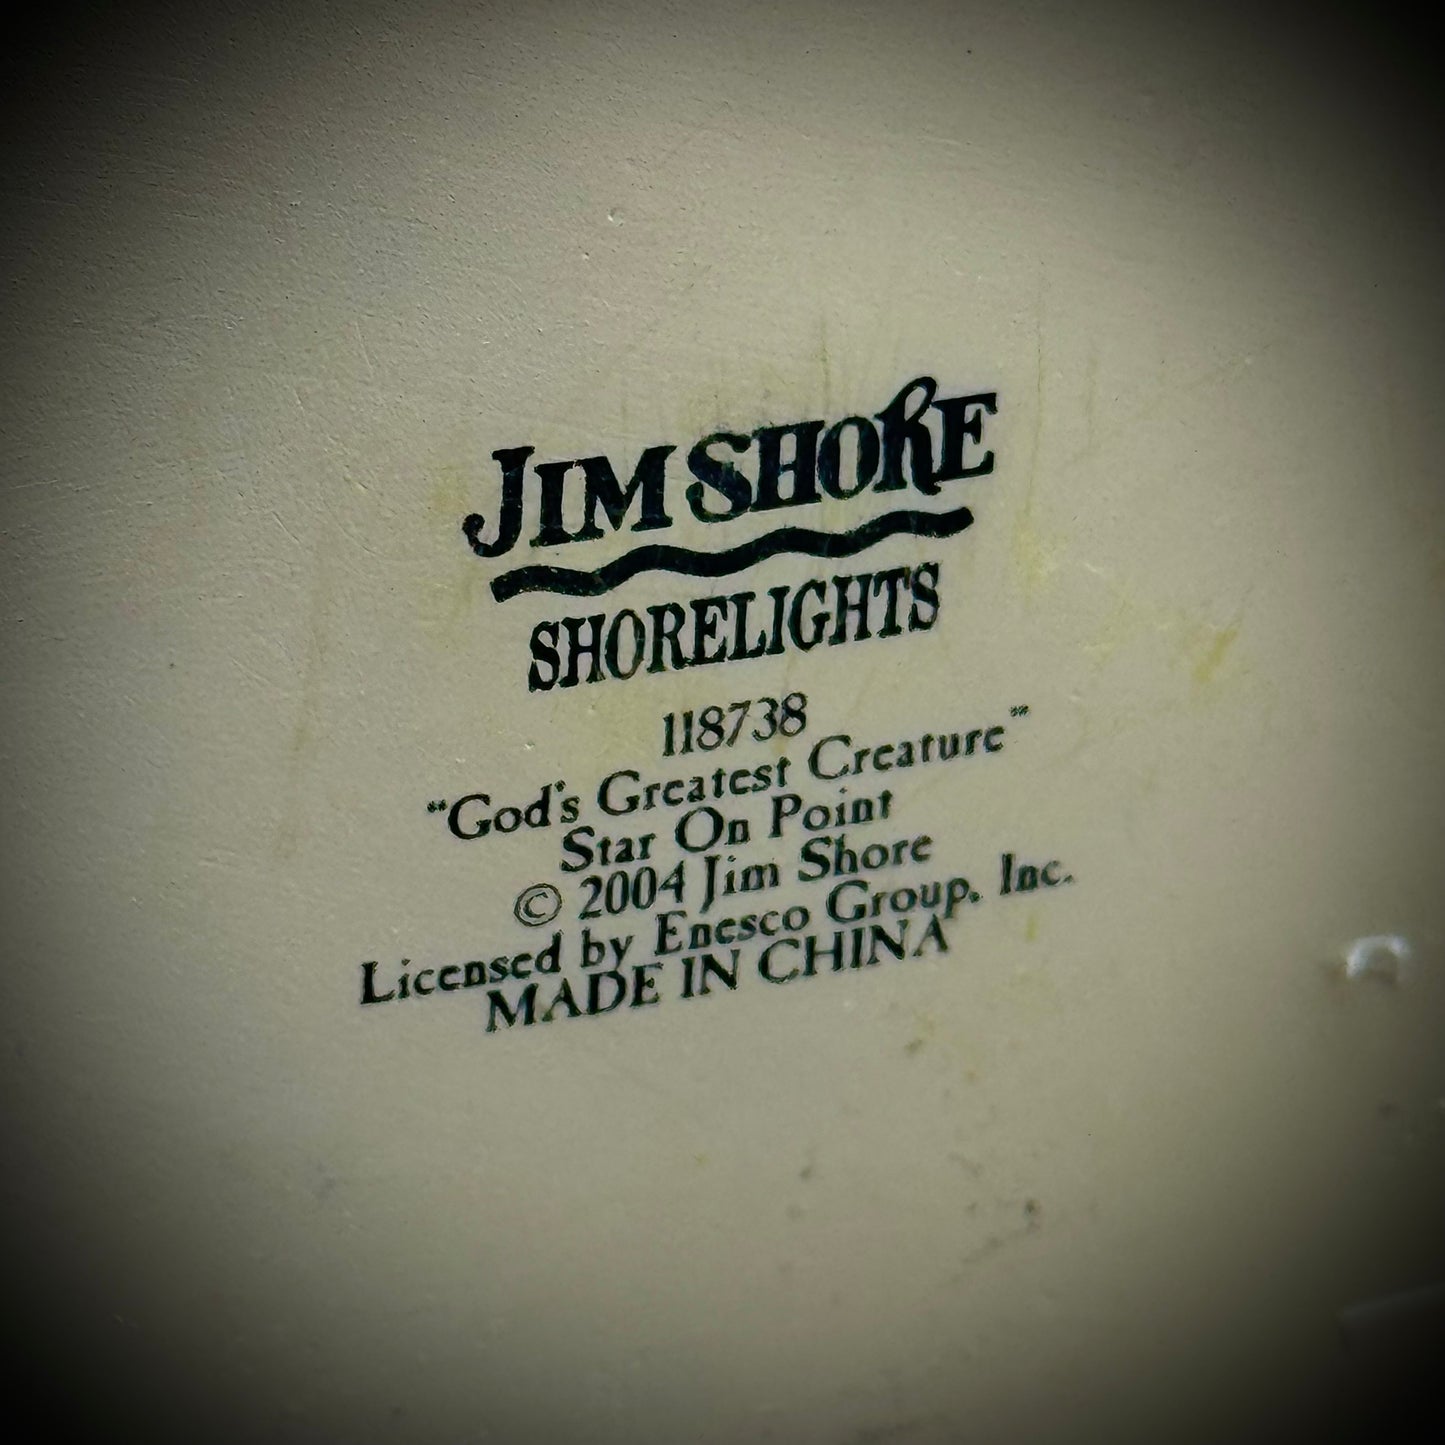 JIM SHORE
SHORELIGHTS
118738
"God's Greatest Creature"
Star On Point
© 2004 Jim Shore
Licensed by Enesco Group, Inc.
MADE IN CHINA